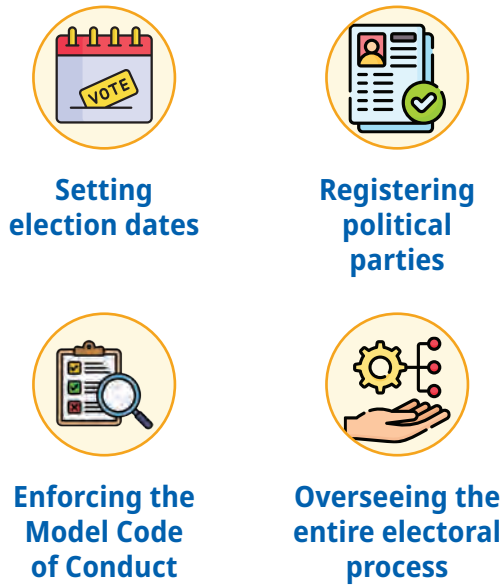 VOTE
Setting
election dates
Registering
political
parties
Enforcing the
Model Code
of Conduct
Overseeing the
entire electoral
process